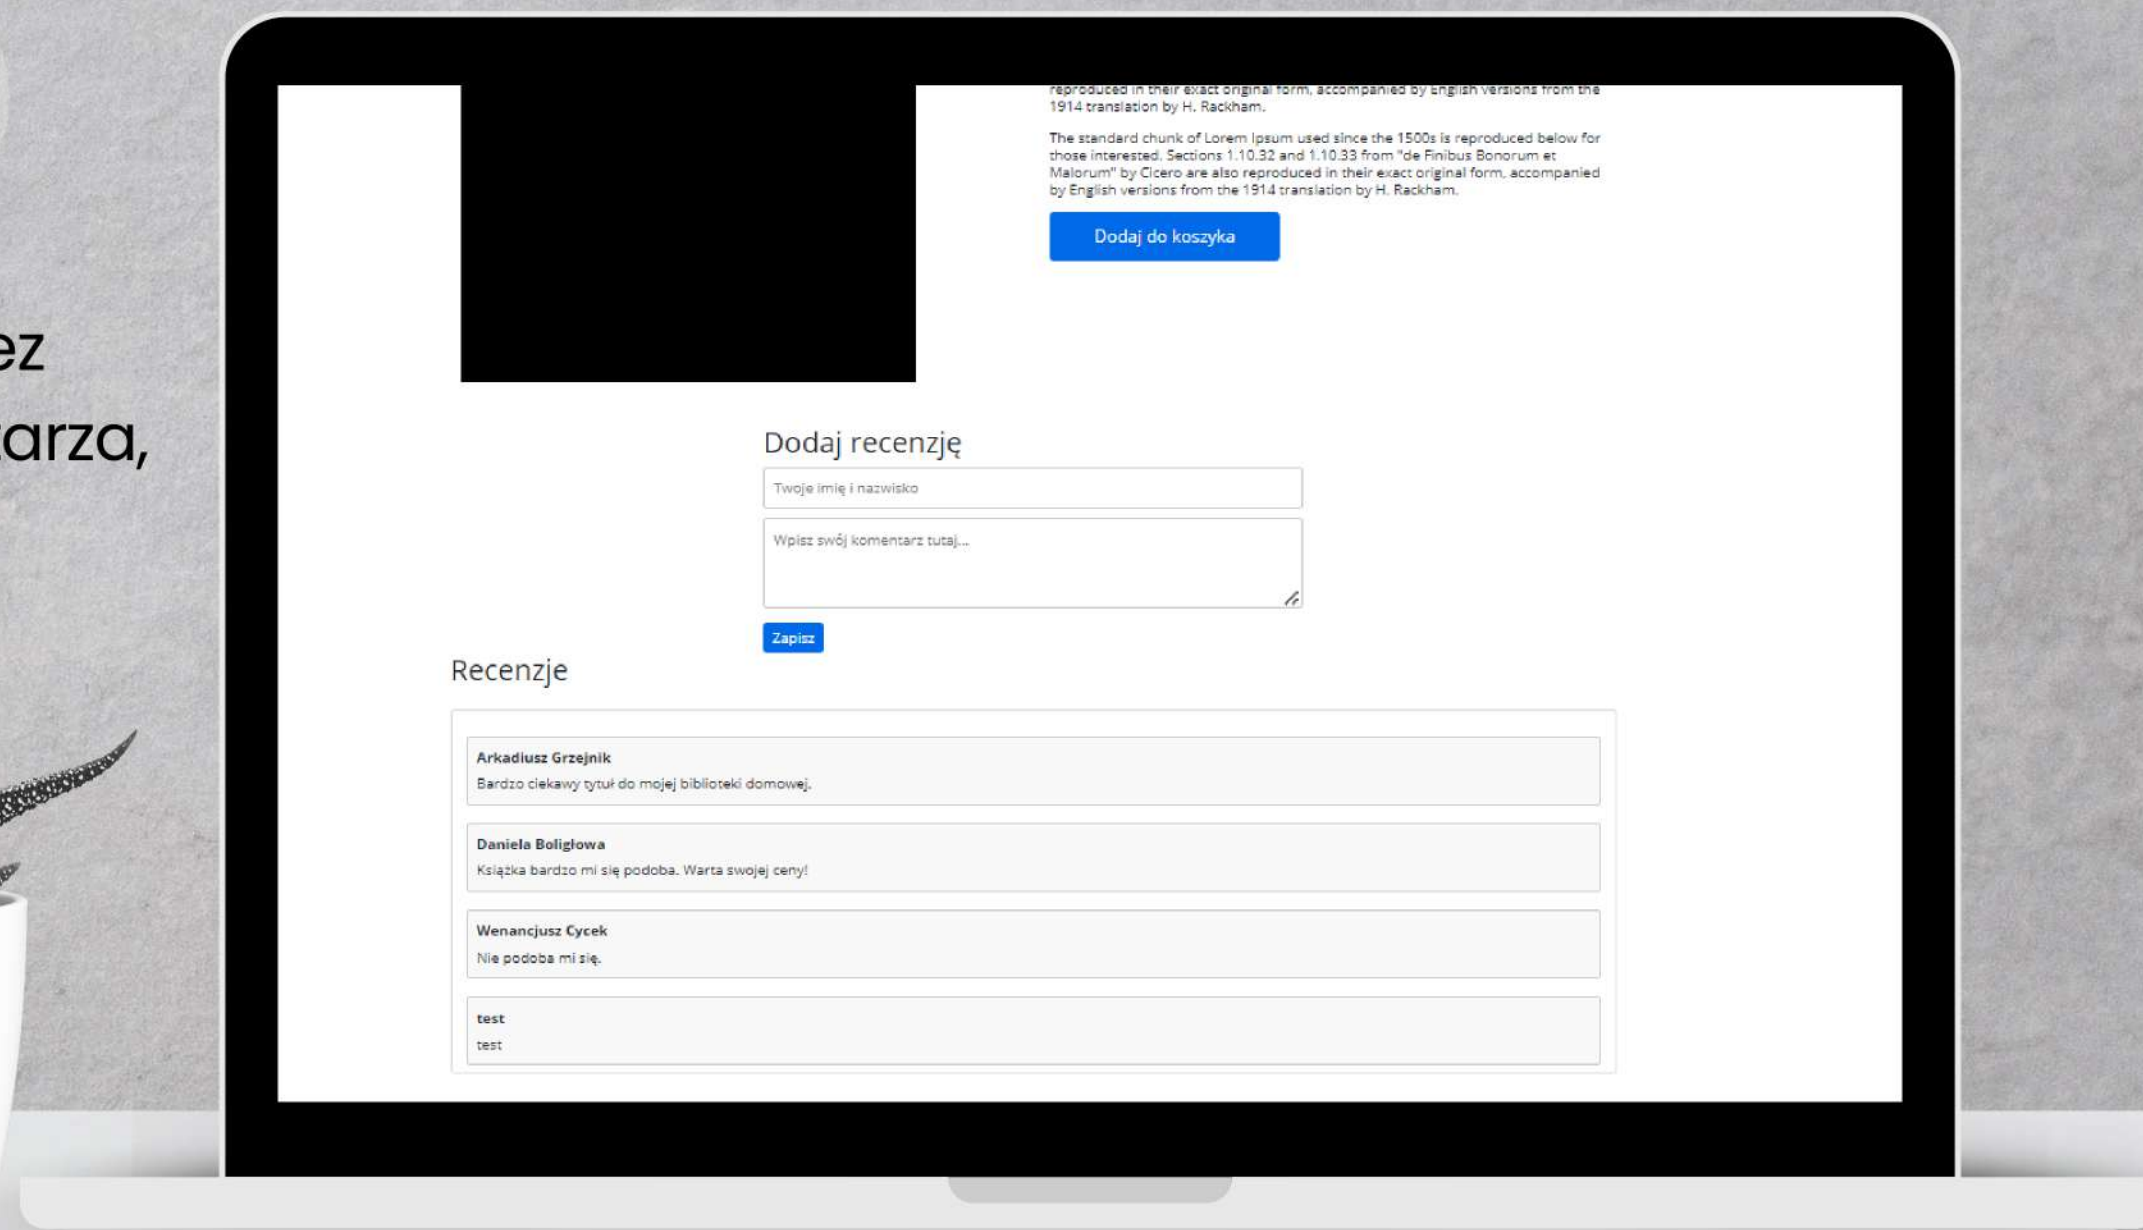 ez
tarza,
reproduced in their exact original form, accompanied by English versions from the
1914 translation by H. Rackham.
The standard chunk of Lorem Ipsum used since the 1500s is reproduced below for
those interested. Sections 1.10.32 and 1.10.33 from "de Finibus Bonorum et
Malorum" by Cicero are also reproduced in their exact original form, accompanied
by English versions from the 1914 translation by H. Rackham.
Dodaj do koszyka
Dodaj recenzję
Twoje imię i nazwisko
Wpisz swój komentarz tutaj...
Zapisz
Recenzje
Arkadiusz Grzejnik
Bardzo ciekawy tytuł do mojej biblioteki domowej.
Daniela Boligłowa
Książka bardzo mi się podoba. Warta swojej ceny!
Wenancjusz Cycek
Nie podoba mi się.
test
test